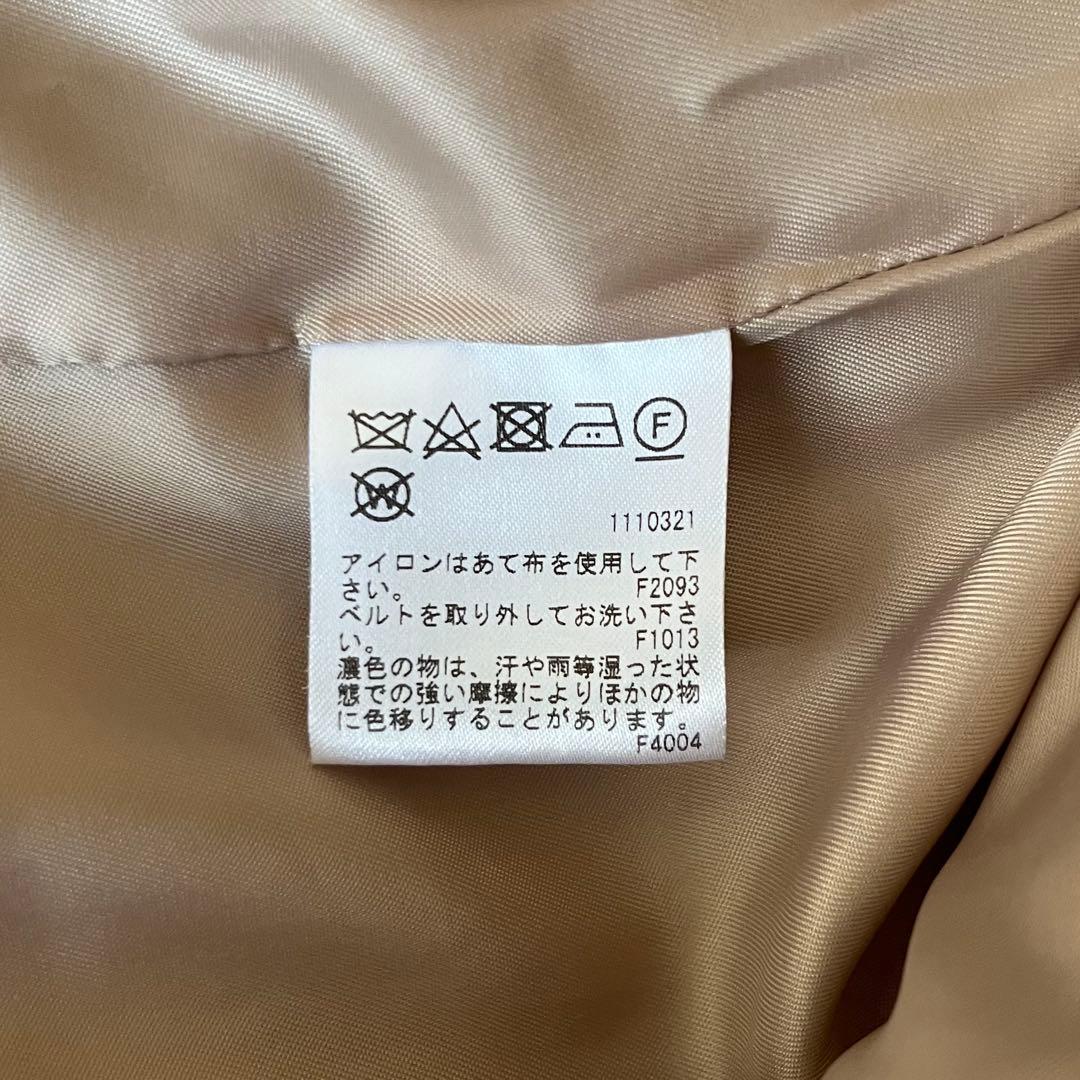 F
W
1110321
アイロンはあて布を使用して下
さい。 F2093
ベルトを取り外してお洗い下さ
い。 F1013
濃色の物は、汗や雨等湿った状
態での強い摩擦によりほかの物
に色移りすることがあります。
F4004